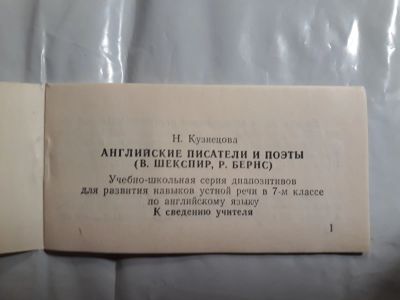 Н. Кузнецова
АНГЛИЙСКИЕ ПИСАТЕЛИ И ПОЭТЫ
(В. ШЕКСПИР, Р. БЕРНС)
Учебно-школьная серия диапозитивов
для развития навыков устной речи в 7-м классе
по английскому языку
К сведению учителя
1